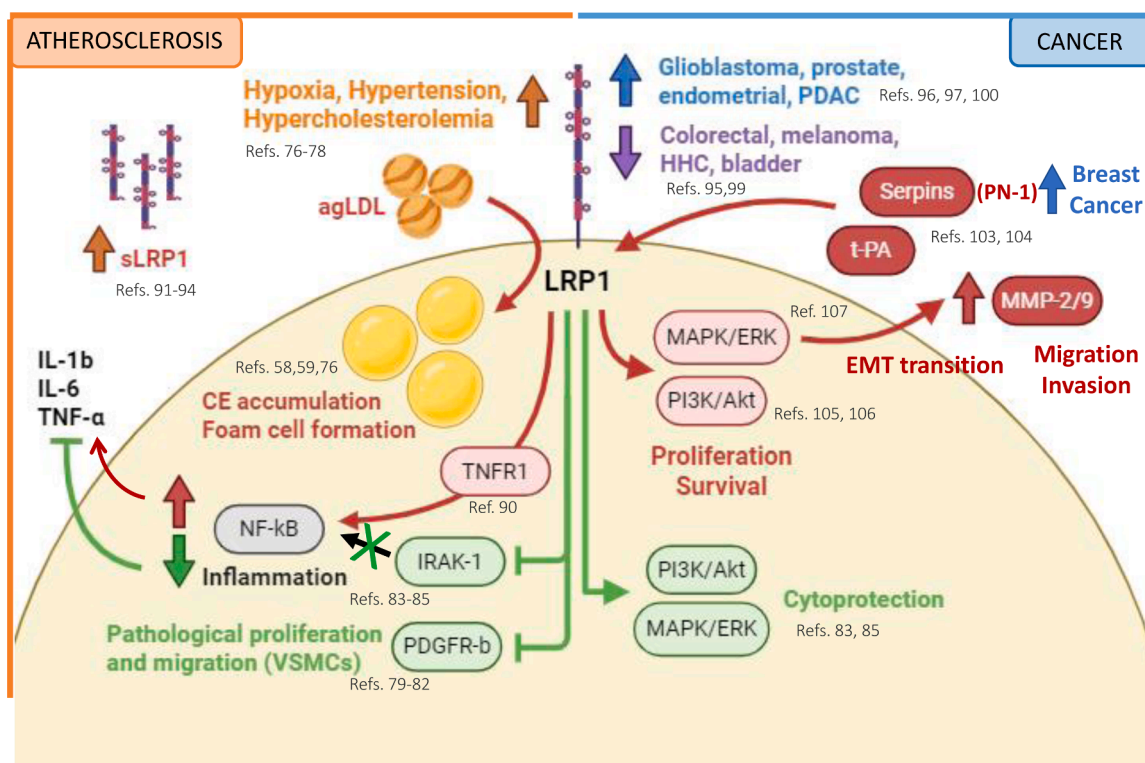 ATHEROSCLEROSIS
CANCER
Hypoxia, Hypertension,
Hypercholesterolemia
Refs. 76-78
Glioblastoma, prostate,
endometrial, PDAC
Refs. 96, 97, 100
Colorectal, melanoma,
HHC, bladder
Refs. 95,99
agLDL
sLRP1
Refs. 91-94
Serpins
(PN-1)
Breast
Cancer
t-PA
Refs. 103, 104
LRP1
Refs. 58,59,76
CE accumulation
Foam cell formation
MAPK/ERK
Ref. 107
MMP-2/9
EMT transition
Migration
Invasion
PI3K/Akt
Refs. 105, 106
Proliferation
Survival
IL-1b
IL-6
TNF-α
TNFR1
Ref. 90
NF-kB
Inflammation
IRAK-1
Refs. 83-85
Pathological proliferation
and migration (VSMCs)
PDGFR-b
Refs. 79-82
PI3K/Akt
MAPK/ERK
Cytoprotection
Refs. 83, 85